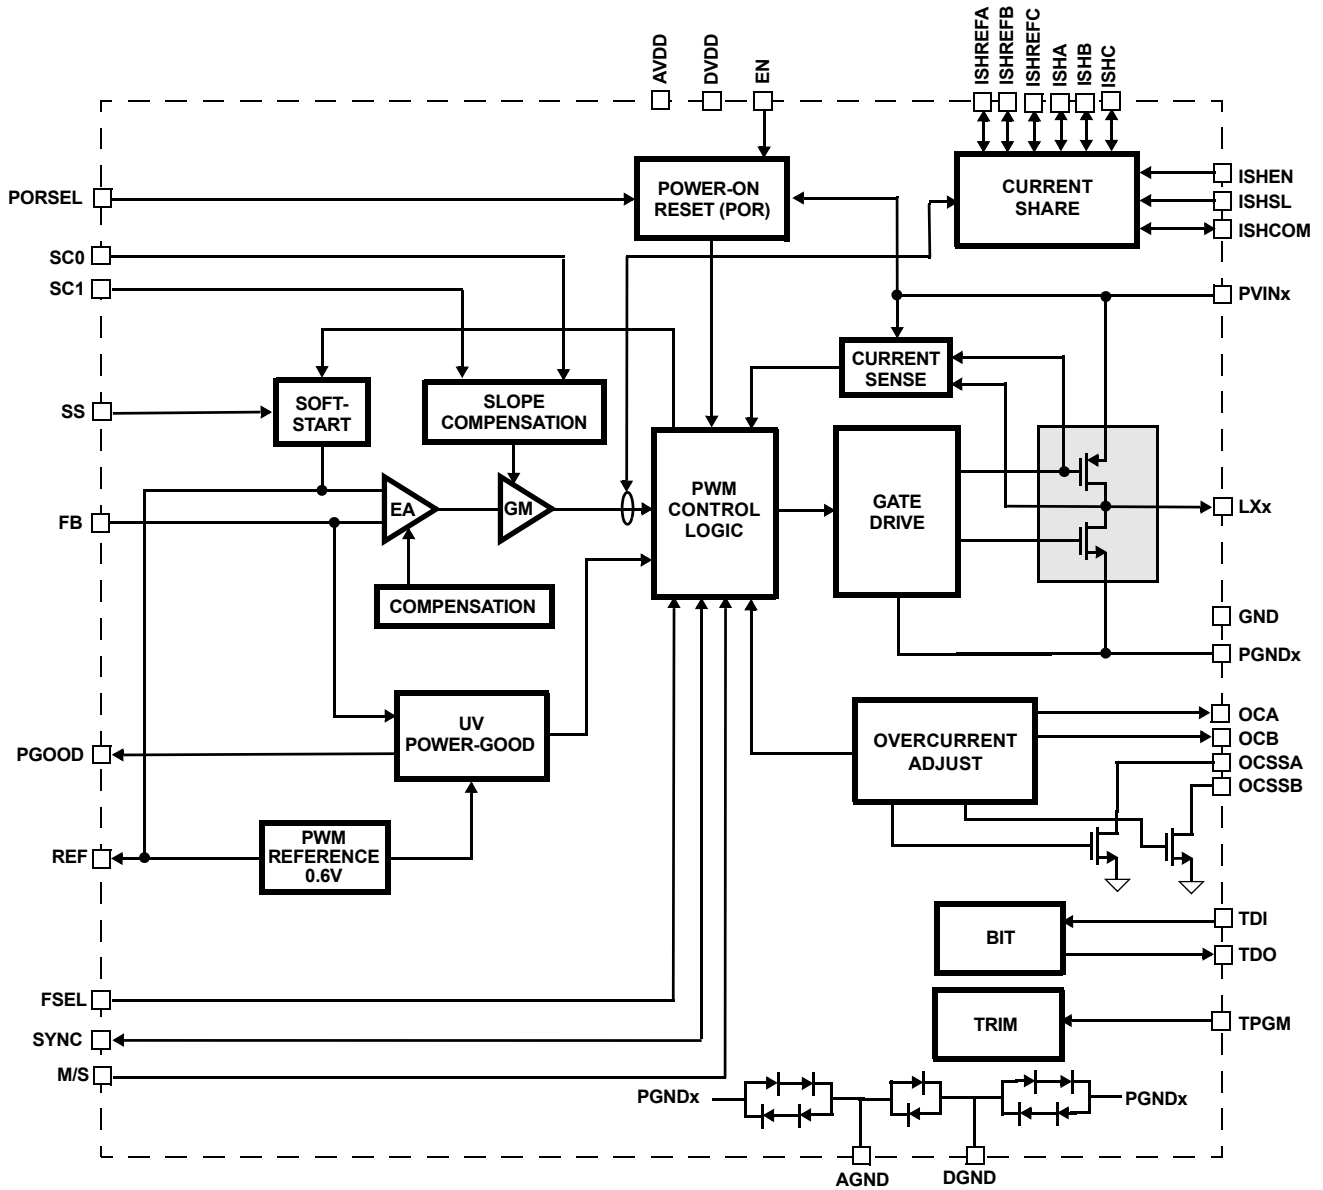 AVDD
DVDD
EN
ISHREFA
ISHREFB
ISHREFC
ISHA
ISHB
ISHC
PORSEL
POWER-ON
RESET (POR)
CURRENT
SHARE
ISHEN
ISHSL
ISHCOM
SC0
SC1
PVINx
CURRENT
SENSE
SS
SOFT-
START
SLOPE
COMPENSATION
FB
EA
GM
PWM
CONTROL
LOGIC
GATE
DRIVE
LXx
COMPENSATION
GND
PGNDx
UV
POWER-GOOD
PGOOD
OVERCURRENT
ADJUST
OCA
OCB
OCSSA
OCSSB
REF
PWM
REFERENCE
0.6V
BIT
TDI
TDO
FSEL
SYNC
M/S
TRIM
TPGM
PGNDx
PGNDx
AGND
DGND